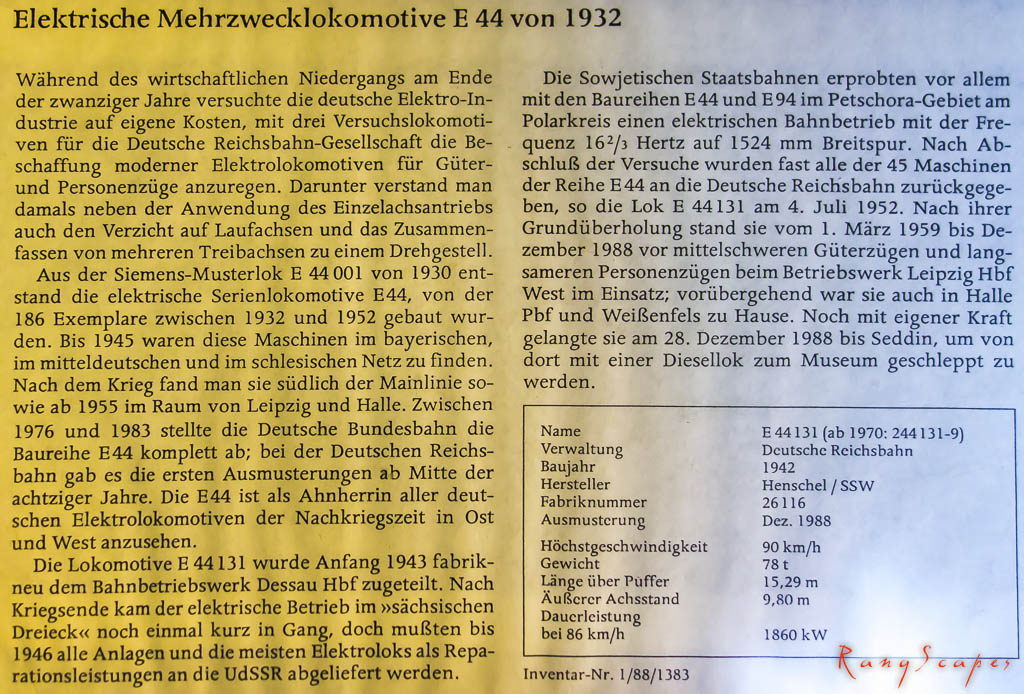 Elektrische Mehrzwecklokomotive E 44 von 1932
Während des wirtschaftlichen Niedergangs am Ende
der zwanziger Jahre versuchte die deutsche Elektro-In-
dustrie auf eigene Kosten, mit drei Versuchslokomoti-
ven für die Deutsche Reichsbahn-Gesellschaft die Be-
schaffung moderner Elektrolokomotiven für Güter-
und Personenzüge anzuregen. Darunter verstand man
damals neben der Anwendung des Einzelachsantriebs
auch den Verzicht auf Laufachsen und das Zusammen-
fassen von mehreren Treibachsen zu einem Drehgestell.
Aus der Siemens-Musterlok E 44 001 von 1930 ent-
stand die elektrische Serienlokomotive E 44, von der
186 Exemplare zwischen 1932 und 1952 gebaut wur-
den. Bis 1945 waren diese Maschinen im bayerischen,
im mitteldeutschen und im schlesischen Netz zu finden.
Nach dem Krieg fand man sie südlich der Mainlinie so-
wie ab 1955 im Raum von Leipzig und Halle. Zwischen
1976 und 1983 stellte die Deutsche Bundesbahn die
Baureihe E 44 komplett ab; bei der Deutschen Reichs-
bahn gab es die ersten Ausmusterungen ab Mitte der
achtziger Jahre. Die E 44 ist als Ahnherrin aller deut-
schen Elektrolokomotiven der Nachkriegszeit in Ost
und West anzusehen.
Die Lokomotive E 44 131 wurde Anfang 1943 fabrik-
neu dem Bahnbetriebswerk Dessau Hbf zugeteilt. Nach
Kriegsende kam der elektrische Betrieb im »sächsischen
Dreieck« noch einmal kurz in Gang, doch mußten bis
1946 alle Anlagen und die meisten Elektroloks als Repa-
rationsleistungen an die UdSSR abgeliefert werden.
Die Sowjetischen Staatsbahnen erprobten vor allem
mit den Baureihen E 44 und E 94 im Petschora-Gebiet am
Polarkreis einen elektrischen Bahnbetrieb mit der Fre-
quenz 16 2/3 Hertz auf 1524 mm Breitspur. Nach Ab-
schluß der Versuche wurden fast alle der 45 Maschinen
der Reihe E 44 an die Deutsche Reichsbahn zurückgege-
ben, so die Lok E 44 131 am 4. Juli 1952. Nach ihrer
Grundüberholung stand sie vom 1. März 1959 bis De-
zember 1988 vor mittelschweren Güterzügen und lang-
sameren Personenzügen beim Betriebswerk Leipzig Hbf
West im Einsatz; vorübergehend war sie auch in Halle
Pbf und Weißenfels zu Hause. Noch mit eigener Kraft
gelangte sie am 28. Dezember 1988 bis Seddin, um von
dort mit einer Diesellok zum Museum geschleppt zu
werden.
Name E 44 131 (ab 1970: 244 131-9)
Verwaltung Deutsche Reichsbahn
Baujahr 1942
Hersteller Henschel / SSW
Fabriknummer 26 116
Ausmusterung Dez. 1988
Höchstgeschwindigkeit 90 km/h
Gewicht 78 t
Länge über Puffer 15,29 m
Äußerer Achsstand 9,80 m
Dauerleistung
bei 86 km/h 1860 kW
Inventar-Nr. 1/88/1383
RangScapes